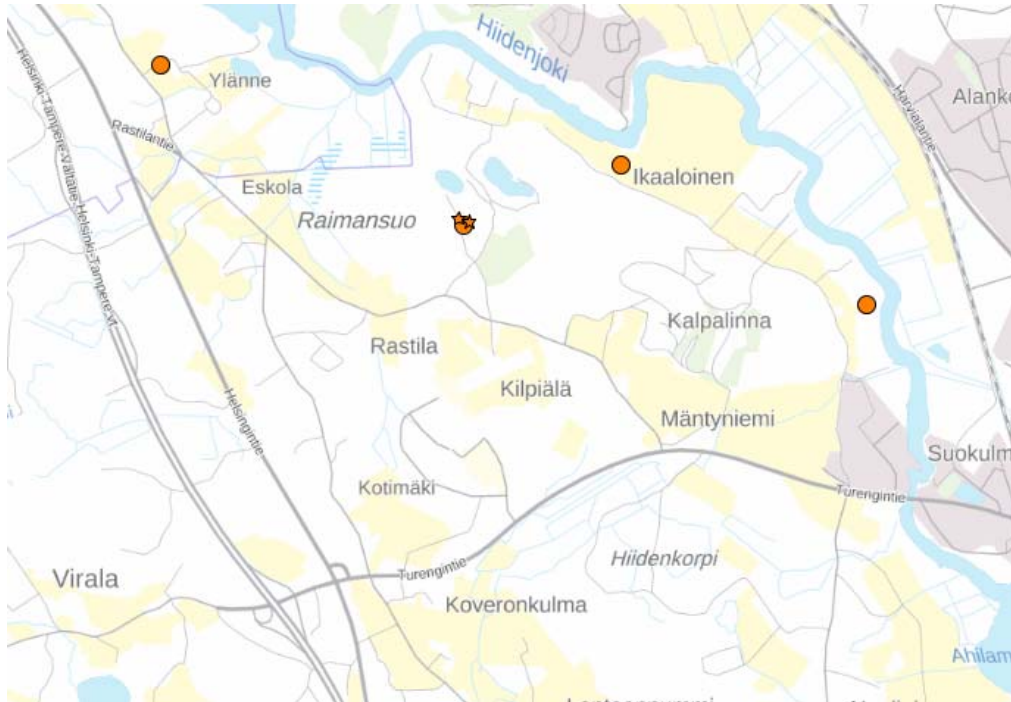 Hiidenjoki
Ylänne
Alanko
Harvialantie
Rastilantie
Helsinki-Tampere-Valtatie-Helsinki-Tampere vt
Eskola
Ikaaloinen
Raimansuo
Kalpalinna
Rastila
Kilpiälä
Mäntyniemi
Helsingintie
Suokulm
Kotimäki
Turengintie
Hiidenkorpi
Turengintie
Virala
Koveronkulma
Ahilam